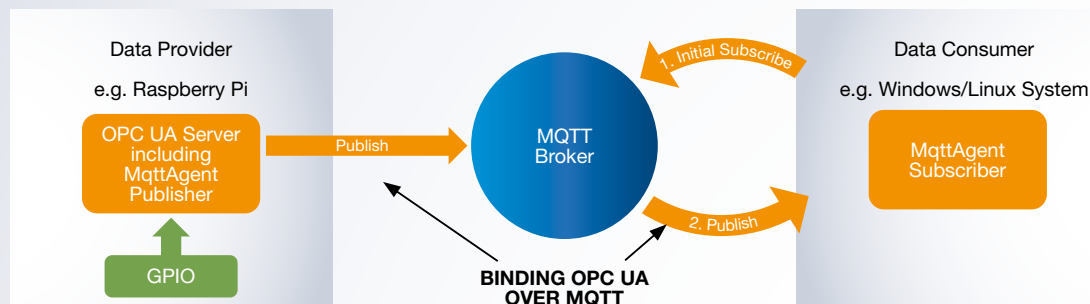 Data Provider
e.g. Raspberry Pi
OPC UA Server
including
MqttAgent
Publisher
GPIO
Publish
MQTT
Broker
1. Initial Subscribe
2. Publish
BINDING OPC UA
OVER MQTT
Data Consumer
e.g. Windows/Linux System
MqttAgent
Subscriber